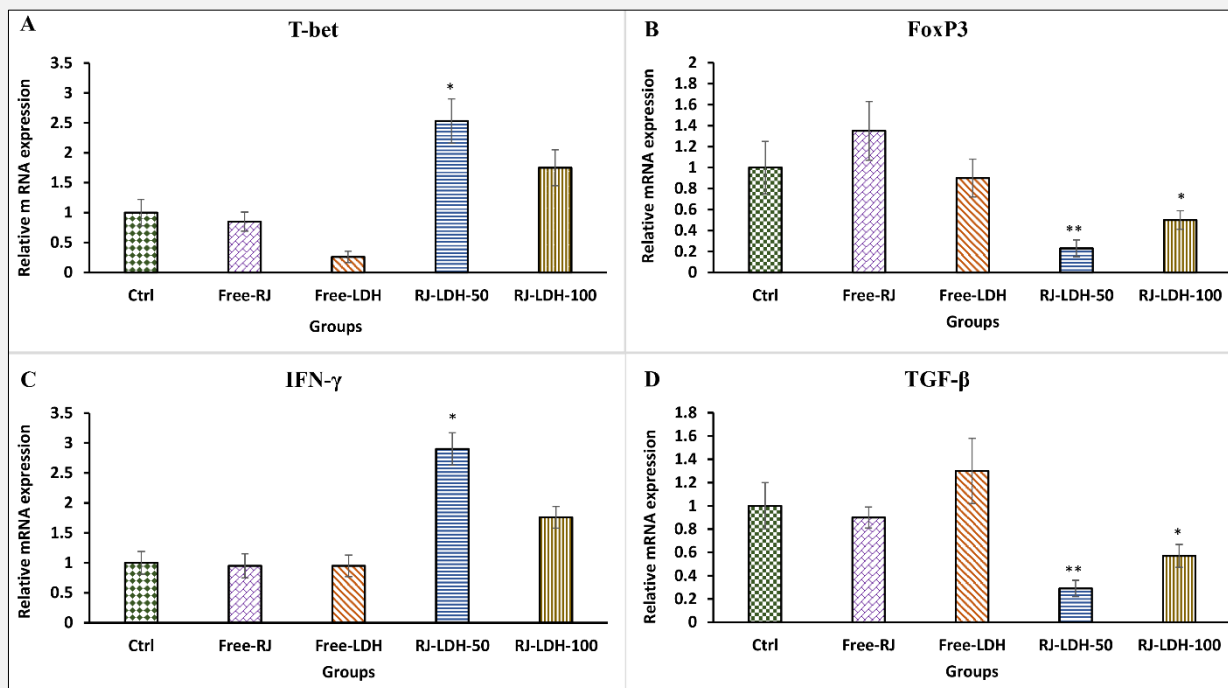 A
T-bet
Relative m RNA expression
3.5
3
2.5
2
1.5
1
0.5
0
*
Ctrl Free-RJ Free-LDH RJ-LDH-50 RJ-LDH-100
Groups
B
FoxP3
Relative mRNA expression
2
1.8
1.6
1.4
1.2
1
0.8
0.6
0.4
0.2
0
**
*
Ctrl Free-RJ Free-LDH RJ-LDH-50 RJ-LDH-100
Groups
C
IFN-γ
Relative mRNA expression
3.5
3
2.5
2
1.5
1
0.5
0
*
Ctrl Free-RJ Free-LDH RJ-LDH-50 RJ-LDH-100
Groups
D
TGF-β
Relative mRNA expression
1.8
1.6
1.4
1.2
1
0.8
0.6
0.4
0.2
0
**
*
Ctrl Free-RJ Free-LDH RJ-LDH-50 RJ-LDH-100
Groups